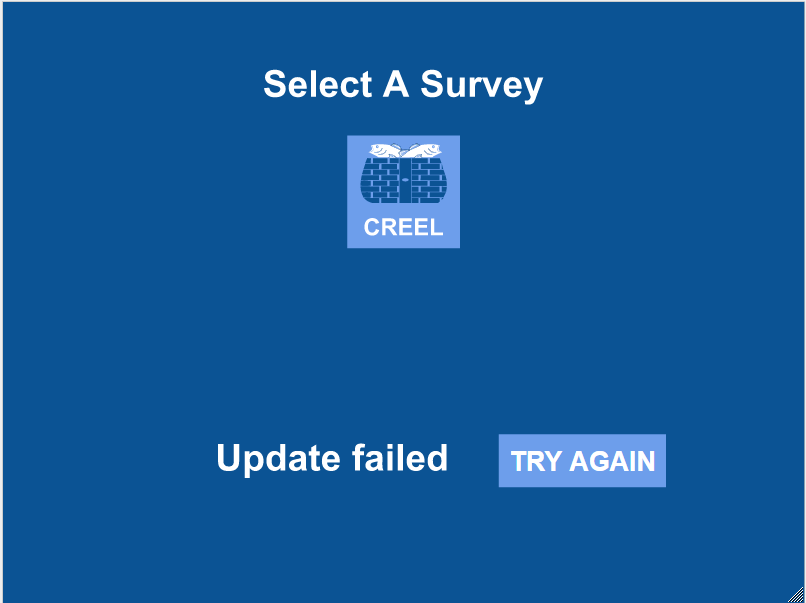 Select A Survey
CREEL
Update failed
TRY AGAIN